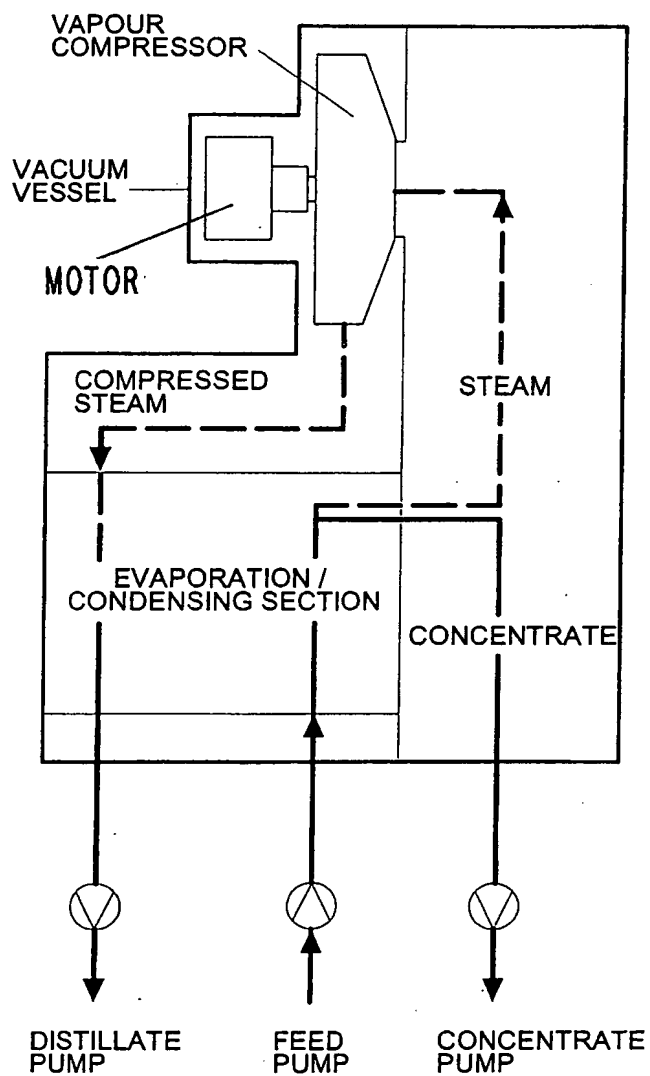 VAPOUR
COMPRESSOR
VACUUM
VESSEL
MOTOR
COMPRESSED
STEAM
STEAM
EVAPORATION /
CONDENSING SECTION
CONCENTRATE
DISTILLATE
PUMP
FEED
PUMP
CONCENTRATE
PUMP